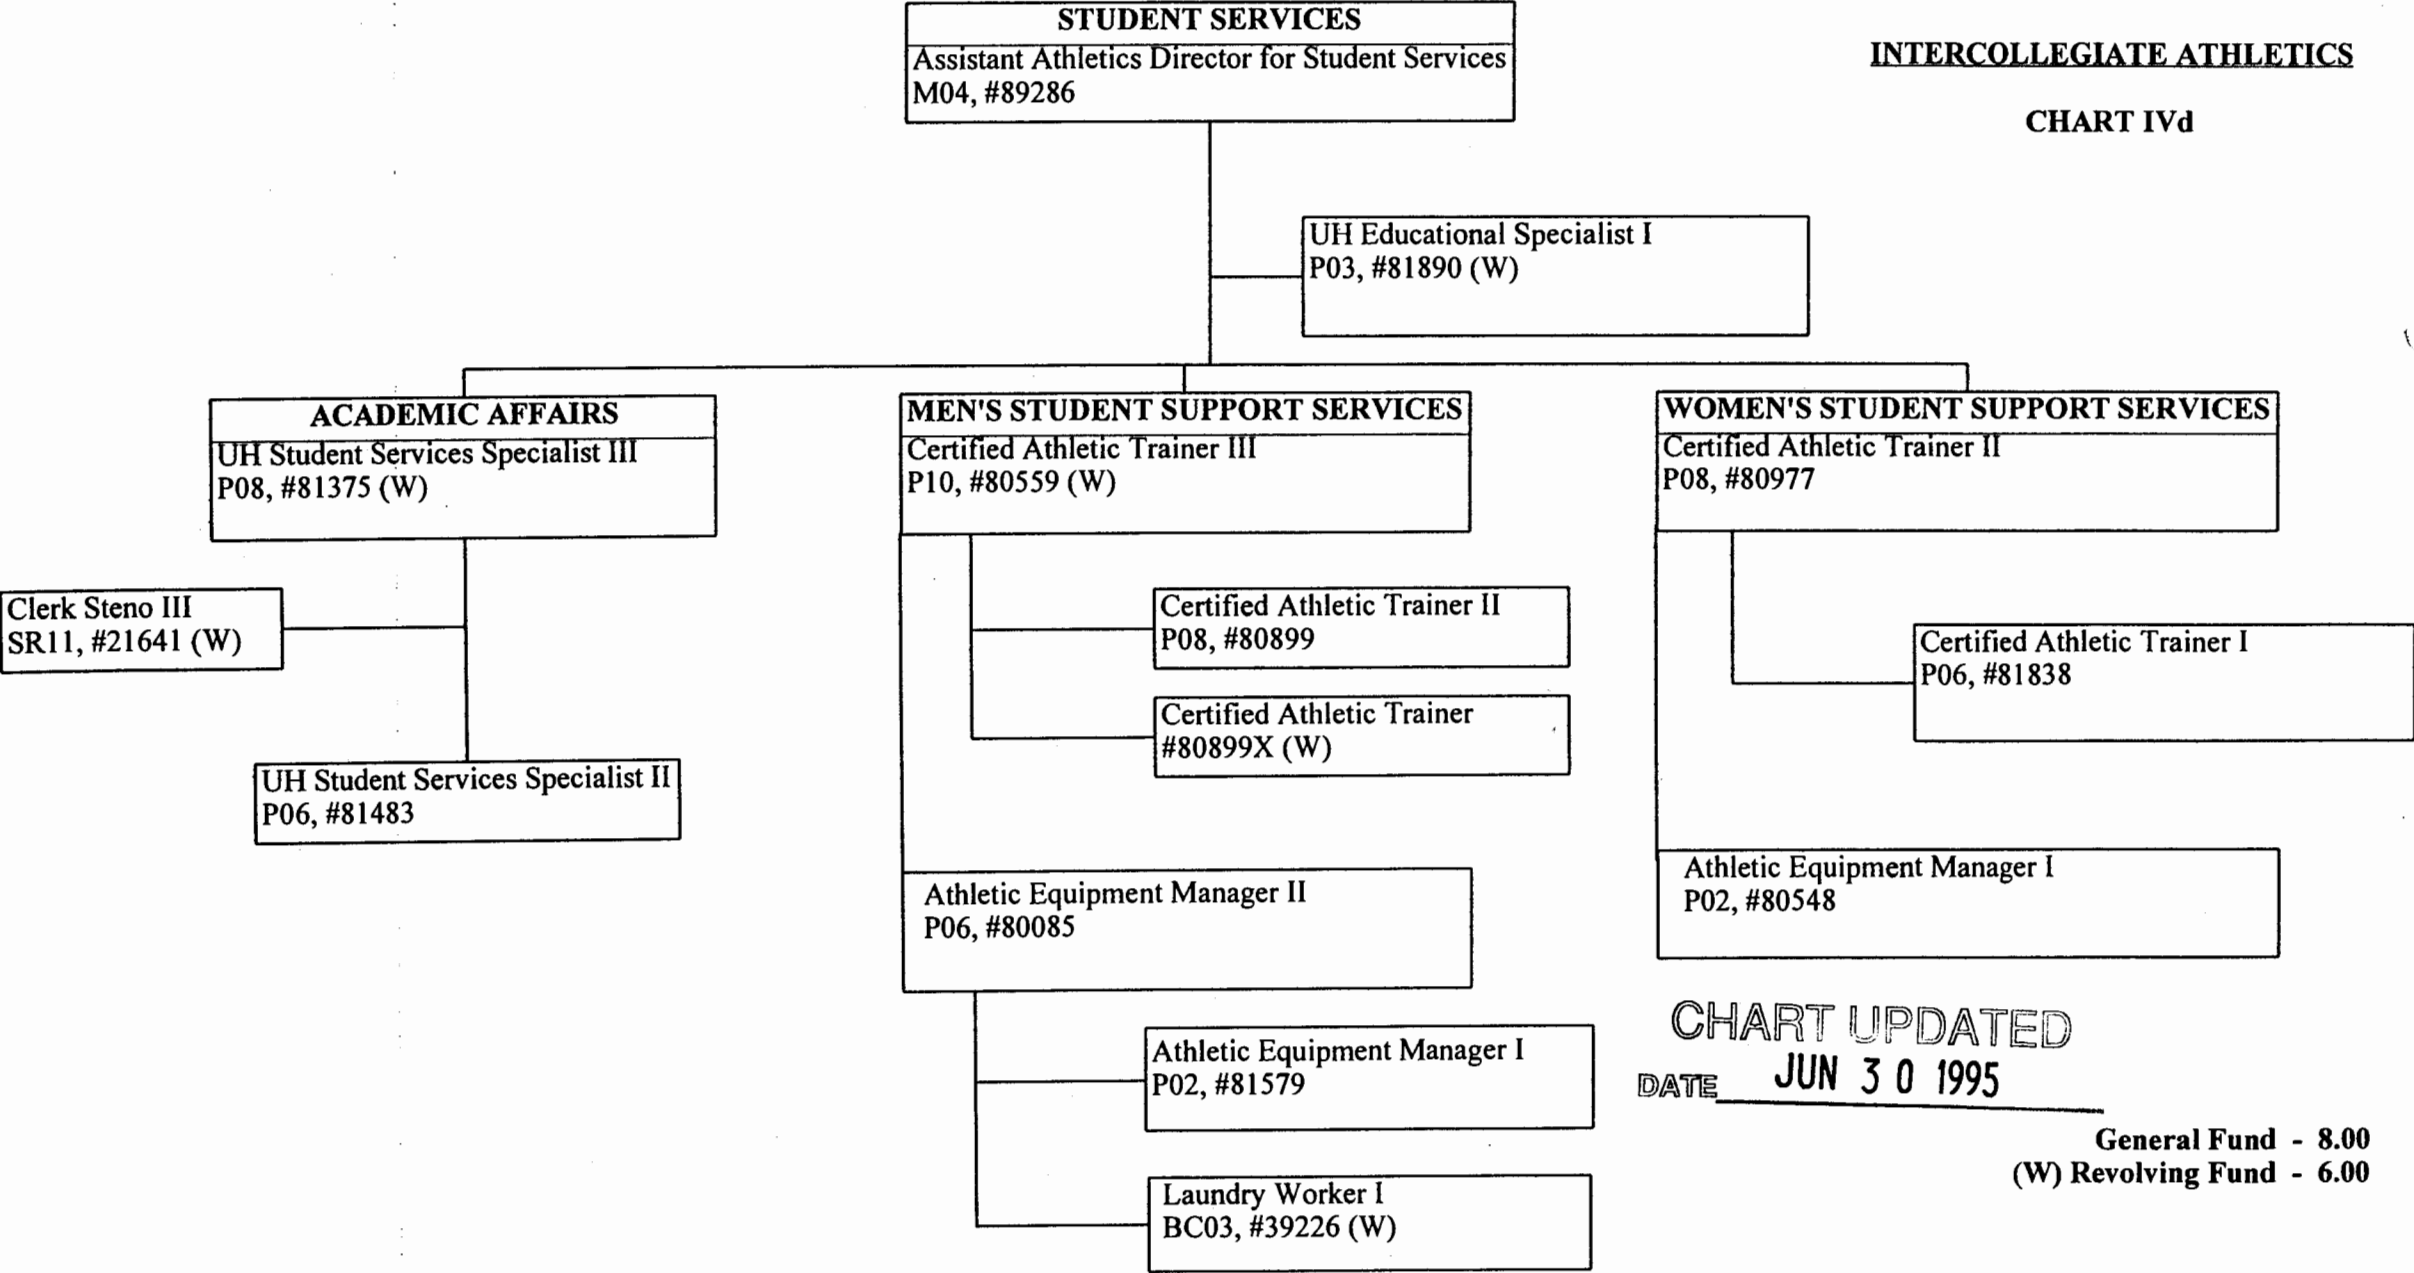 STUDENT SERVICES
Assistant Athletics Director for Student Services
M04, #89286
INTERCOLLEGIATE ATHLETICS
CHART IVd
UH Educational Specialist I
P03, #81890 (W)
ACADEMIC AFFAIRS
UH Student Services Specialist III
P08, #81375 (W)
Clerk Steno III
SR11, #21641 (W)
UH Student Services Specialist II
P06, #81483
MEN'S STUDENT SUPPORT SERVICES
Certified Athletic Trainer III
P10, #80559 (W)
Certified Athletic Trainer II
P08, #80899
Certified Athletic Trainer
#80899X (W)
Athletic Equipment Manager II
P06, #80085
Athletic Equipment Manager I
P02, #81579
Laundry Worker I
BC03, #39226 (W)
WOMEN'S STUDENT SUPPORT SERVICES
Certified Athletic Trainer II
P08, #80977
Certified Athletic Trainer I
P06, #81838
Athletic Equipment Manager I
P02, #80548
CHART UPDATED
DATE JUN 30 1995
General Fund - 8.00
(W) Revolving Fund - 6.00